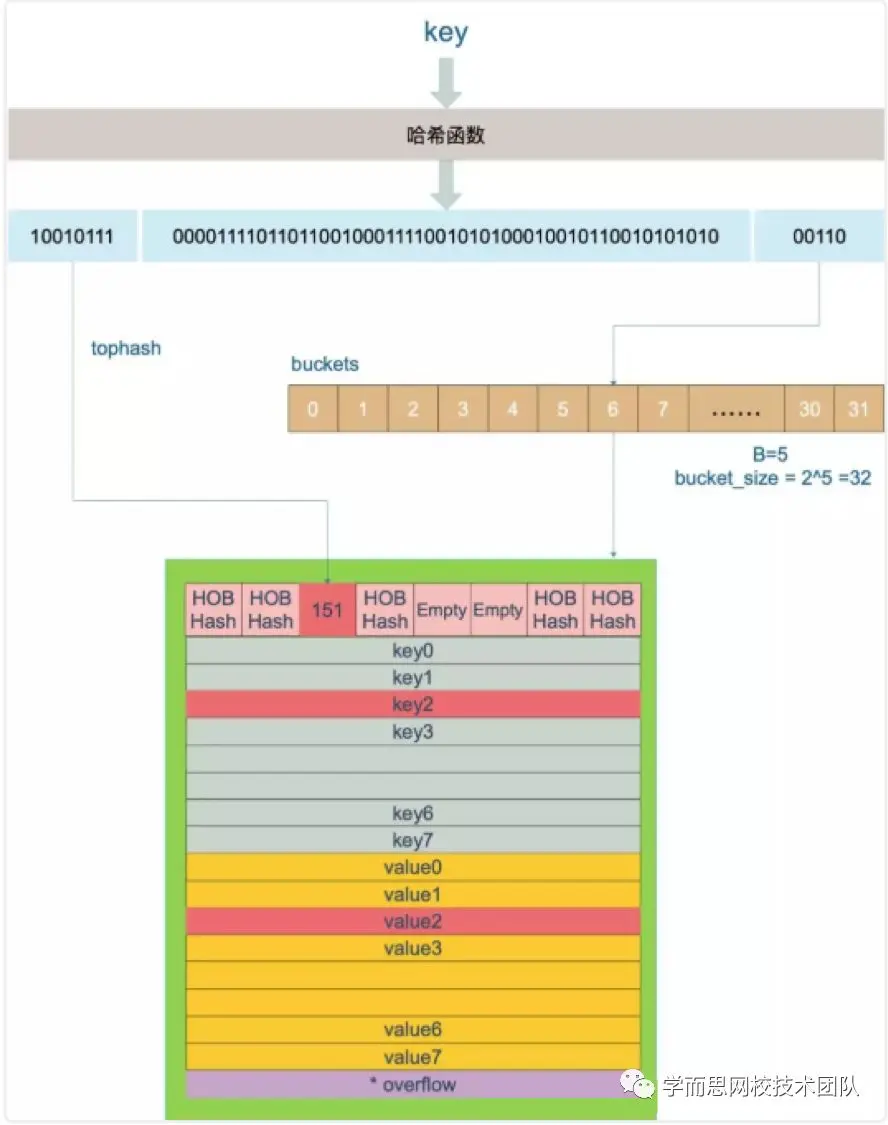 key
哈希函数
10010111
000011110110110010001111001010100010010110010101010
00110
tophash
buckets
0 1 2 3 4 5 6 7 ...... 30 31
B=5
bucket_size = 2^5 =32
HOB HOB 151 HOB Empty Empty HOB HOB
Hash Hash Hash Hash Hash
key0
key1
key2
key3
key6
key7
value0
value1
value2
value3
value6
value7
* overflow
学而思网校技术团队